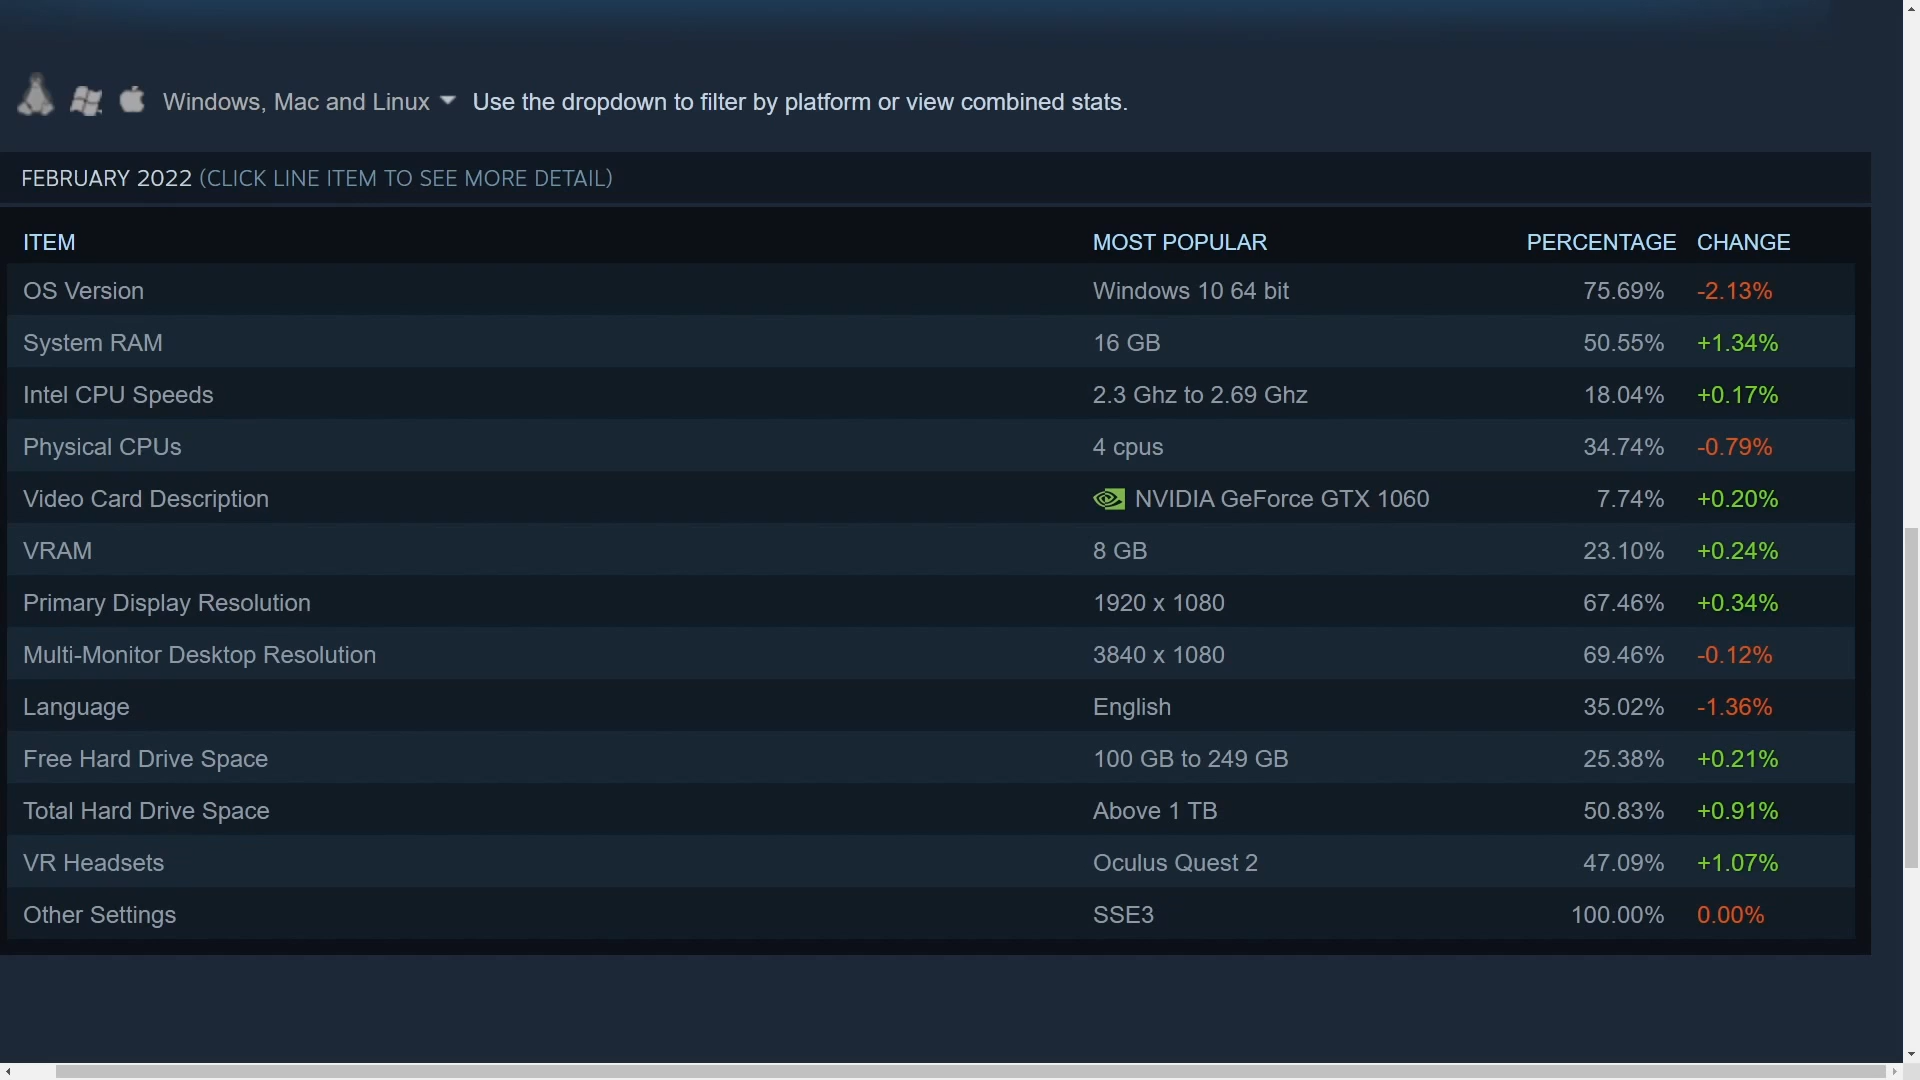 Windows, Mac and Linux Use the dropdown to filter by platform or view combined stats.
FEBRUARY 2022 (CLICK LINE ITEM TO SEE MORE DETAIL)
ITEM MOST POPULAR PERCENTAGE CHANGE
OS Version Windows 10 64 bit 75.69% -2.13%
System RAM 16 GB 50.55% +1.34%
Intel CPU Speeds 2.3 Ghz to 2.69 Ghz 18.04% +0.17%
Physical CPUs 4 cpus 34.74% -0.79%
Video Card Description NVIDIA GeForce GTX 1060 7.74% +0.20%
VRAM 8 GB 23.10% +0.24%
Primary Display Resolution 1920 x 1080 67.46% +0.34%
Multi-Monitor Desktop Resolution 3840 x 1080 69.46% -0.12%
Language English 35.02% -1.36%
Free Hard Drive Space 100 GB to 249 GB 25.38% +0.21%
Total Hard Drive Space Above 1 TB 50.83% +0.91%
VR Headsets Oculus Quest 2 47.09% +1.07%
Other Settings SSE3 100.00% 0.00%